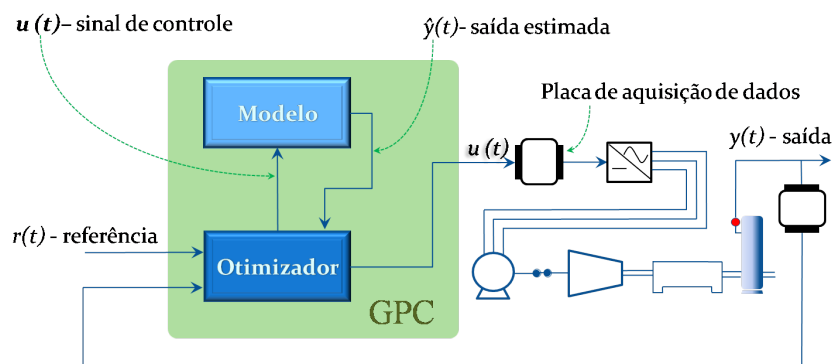 u (t)– sinal de controle
ŷ(t)- saída estimada
Placa de aquisição de dados
Modelo
u (t)
y(t) - saída
r(t) - referência
Otimizador
GPC